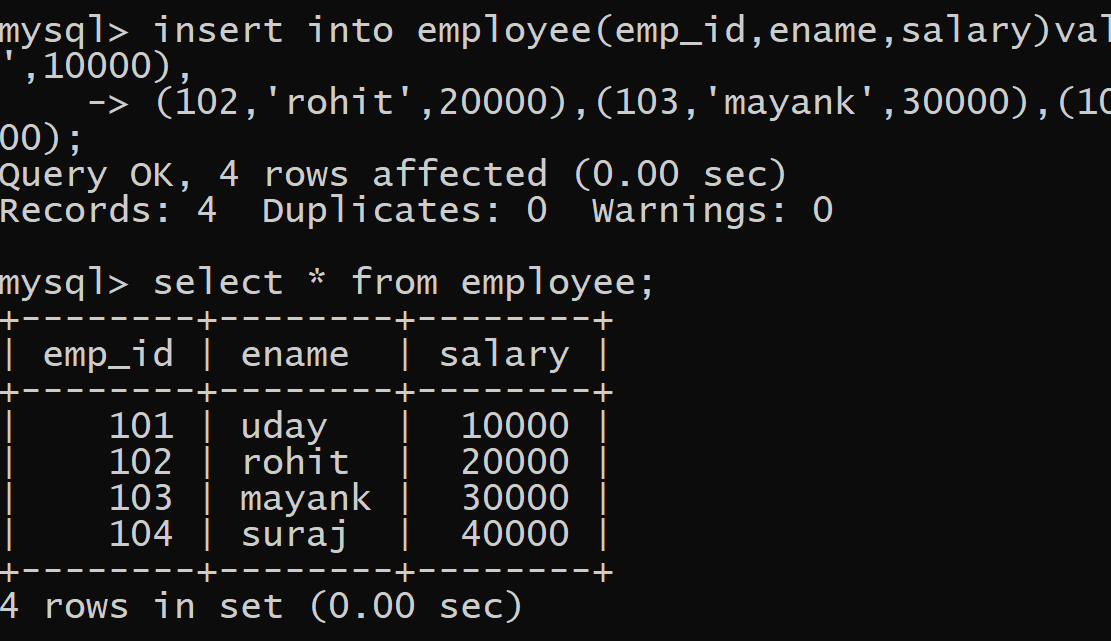 mysql> insert into employee(emp_id,ename,salary)val
',10000),
    -> (102,'rohit',20000),(103,'mayank',30000),(10
00);
Query OK, 4 rows affected (0.00 sec)
Records: 4  Duplicates: 0  Warnings: 0

mysql> select * from employee;
+--------+--------+--------+
| emp_id | ename  | salary |
+--------+--------+--------+
|    101 | uday   |  10000 |
|    102 | rohit  |  20000 |
|    103 | mayank |  30000 |
|    104 | suraj  |  40000 |
+--------+--------+--------+
4 rows in set (0.00 sec)